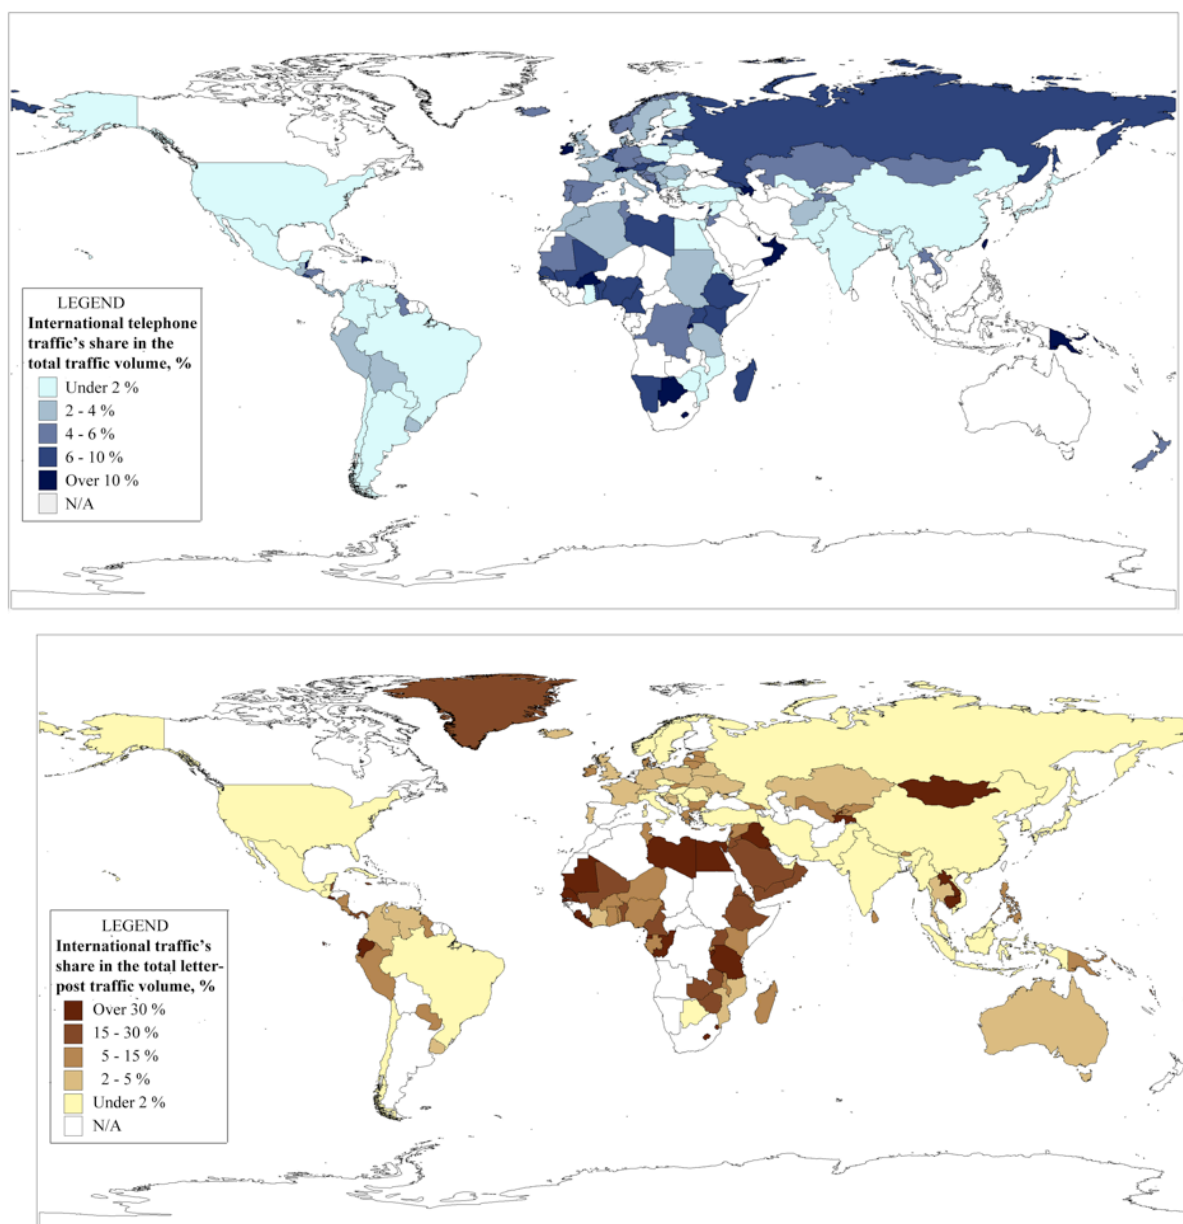 LEGEND
International telephone
traffic's share in the
total traffic volume, %
Under 2 %
2 - 4 %
4 - 6 %
6 - 10 %
Over 10 %
N/A
LEGEND
International traffic's
share in the total letter-
post traffic volume, %
Over 30 %
15 - 30 %
5 - 15 %
2 - 5 %
Under 2 %
N/A